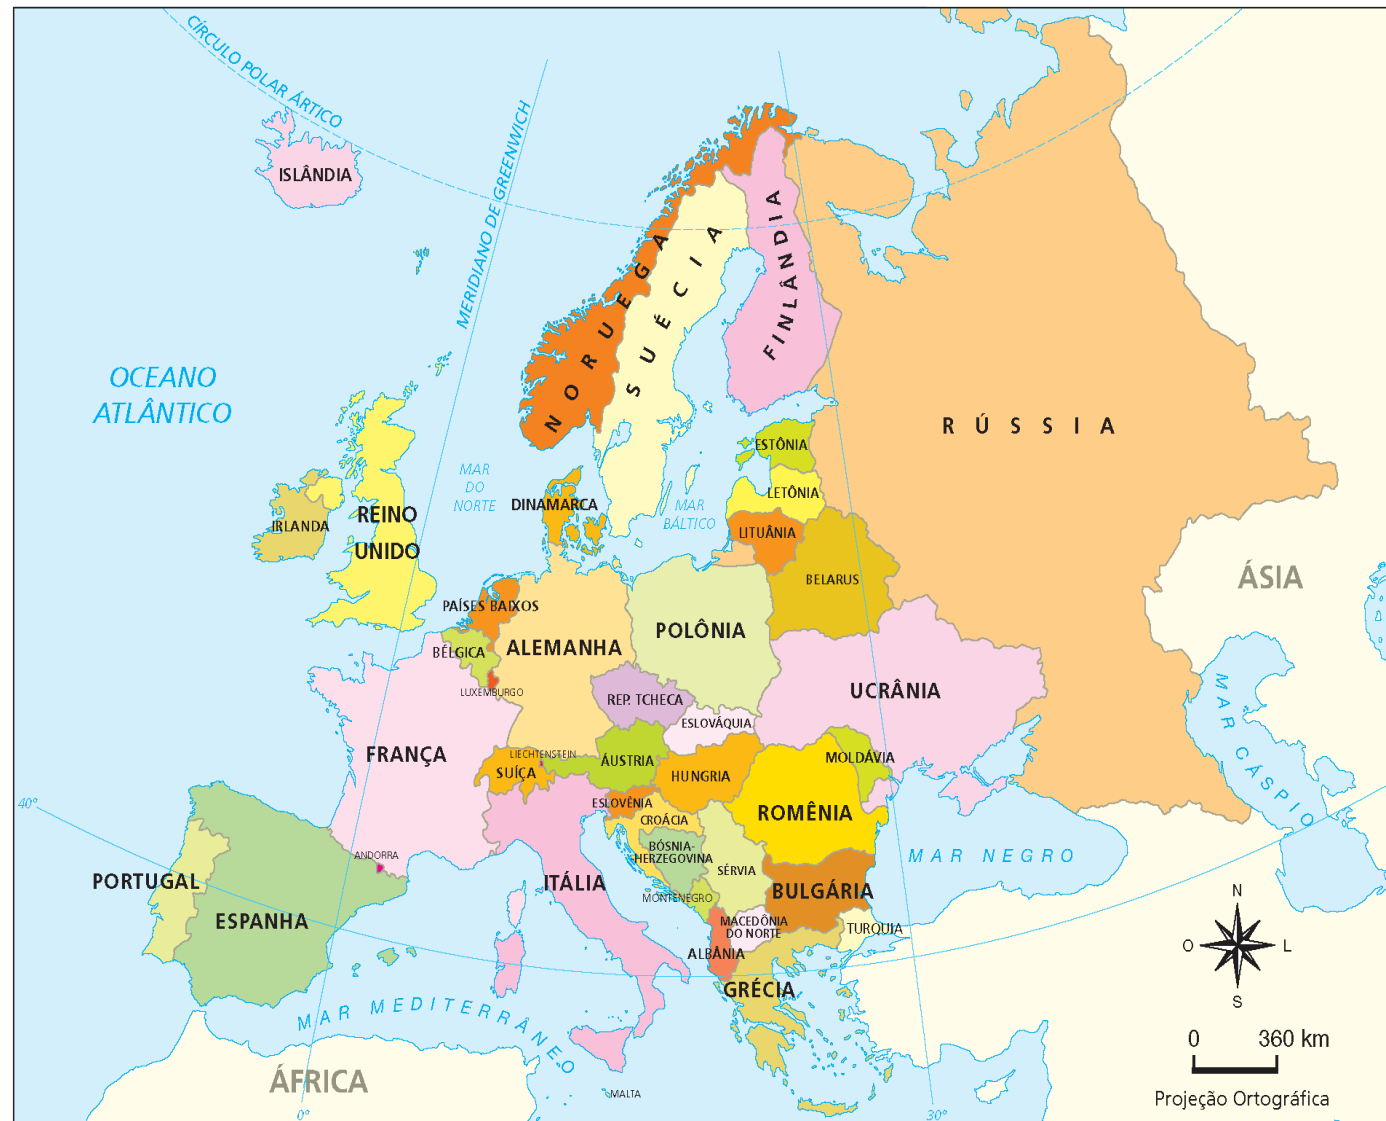 CÍRCULO POLAR ÁRTICO
MERIDIANO DE GREENWICH
ISLÂNDIA
NORUEGA
SUÉCIA
FINLÂNDIA
OCEANO
ATLÂNTICO
RÚSSIA
MAR
DO
NORTE
DINAMARCA
MAR
BÁLTICO
ESTÔNIA
LETÔNIA
LITUÂNIA
BELARUS
IRLANDA
REINO
UNIDO
ÁSIA
PAÍSES BAIXOS
BÉLGICA
LUXEMBURGO
ALEMANHA
POLÔNIA
REP. TCHECA
ESLOVÁQUIA
UCRÂNIA
MAR CÁSPIO
FRANÇA
LIECHTENSTEIN
SUÍÇA
ÁUSTRIA
HUNGRIA
MOLDÁVIA
ROMÊNIA
ESLOVÊNIA
CROÁCIA
BÓSNIA-
HERZEGOVINA
SÉRVIA
MONTENEGRO
40°
ANDORRA
PORTUGAL
ESPANHA
ITÁLIA
BULGÁRIA
MAR NEGRO
MACEDÔNIA
DO NORTE
TURQUIA
ALBÂNIA
GRÉCIA
MAR MEDITERRÂNEO
ÁFRICA
MALTA
0°
30°
N
O
L
S
0 360 km
Projeção Ortográfica